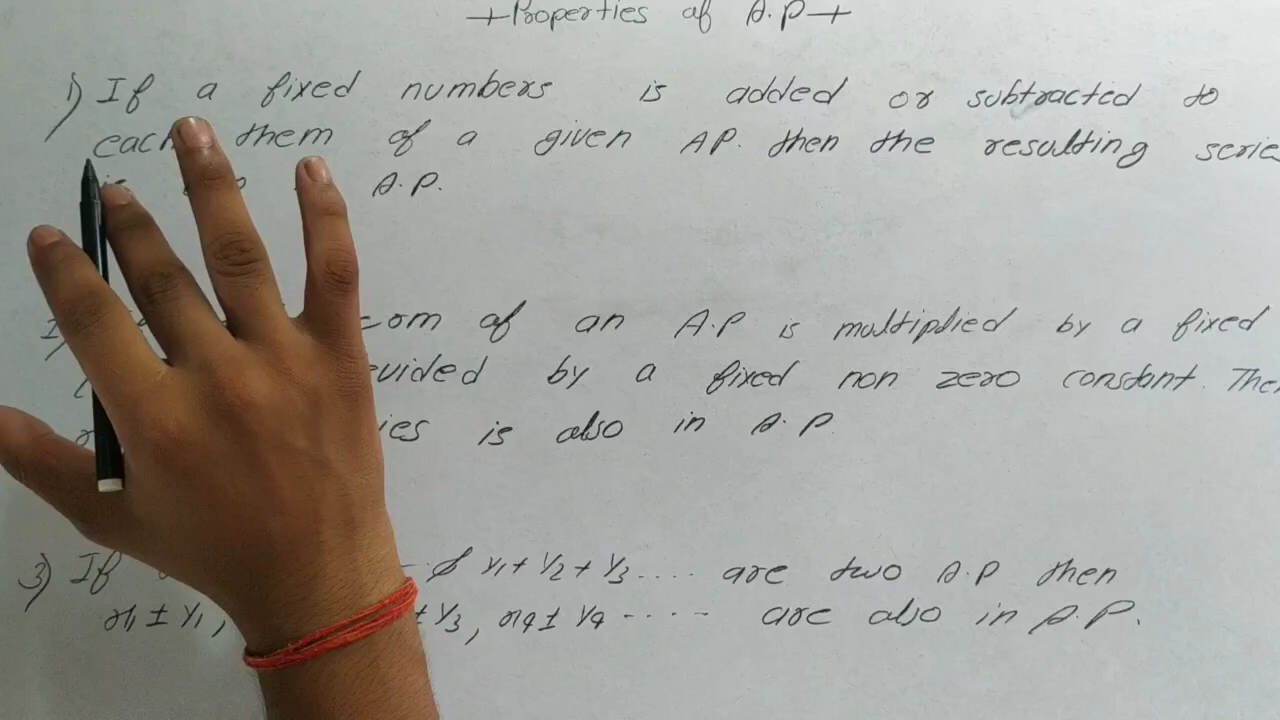 Properties of A.P
1) If a fixed numbers is added or subtracted to
each them of a given AP. then the resulting serie
A.P.
om of an A.P is multiplied by a fixed
vided by a fixed non zero constant. The
ies is also in A.P.
3) If Y1 + Y2 + Y3.... are two A.P then
x1 ± Y1, ± Y3, x4 ± Y4 ---- are also in A.P.